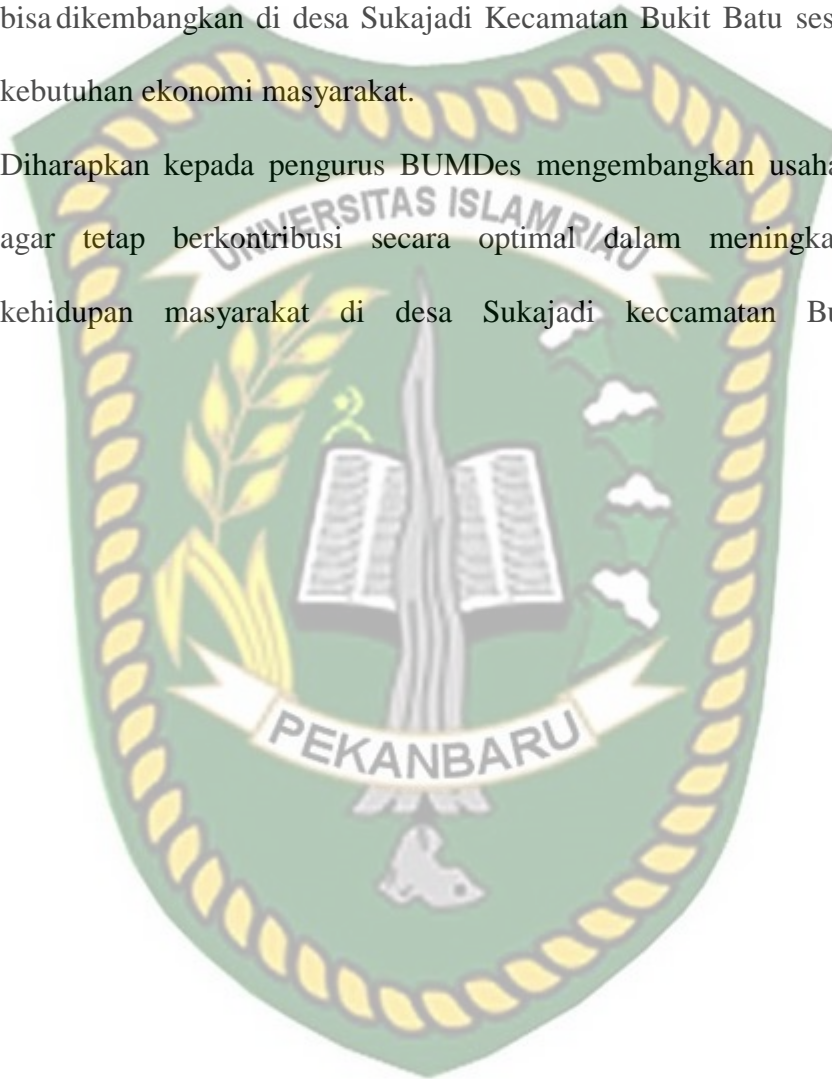 bisa dikembangkan di desa Sukajadi Kecamatan Bukit Batu ses
kebutuhan ekonomi masyarakat.
Diharapkan kepada pengurus BUMDes mengembangkan usaha
agar tetap berkontribusi secara optimal dalam meningka
kehidupan masyarakat di desa Sukajadi keccamatan Bu
UNIVERSITAS ISLAM RIAU
PEKANBARU